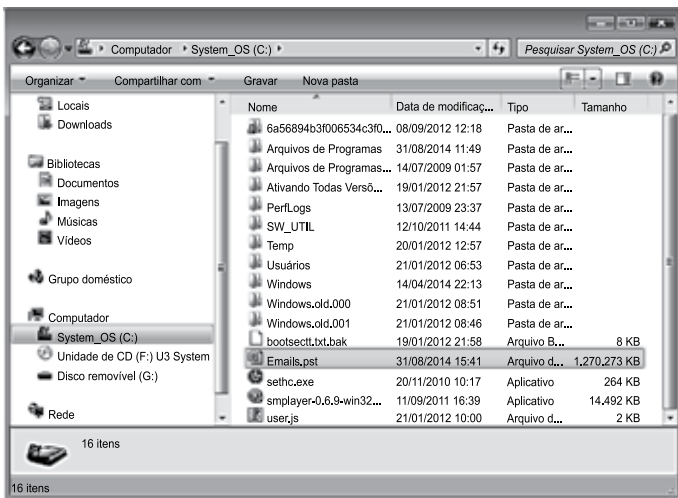 Computador System_OS (C:)
Pesquisar System_OS (C:)
Organizar Compartilhar com Gravar Nova pasta
Locais
Downloads
Bibliotecas
Documentos
Imagens
Músicas
Vídeos
Grupo doméstico
Computador
System_OS (C:)
Unidade de CD (F:) U3 System
Disco removível (G:)
Rede
Nome Data de modificaç... Tipo Tamanho
6a56894b3f006534c3f0... 08/09/2012 12:18 Pasta de ar...
Arquivos de Programas 31/08/2014 11:49 Pasta de ar...
Arquivos de Programas... 14/07/2009 01:57 Pasta de ar...
Ativando Todas Versõ... 19/01/2012 21:57 Pasta de ar...
PerfLogs 13/07/2009 23:37 Pasta de ar...
SW_UTIL 12/10/2011 14:44 Pasta de ar...
Temp 20/01/2012 12:57 Pasta de ar...
Usuários 21/01/2012 06:53 Pasta de ar...
Windows 14/04/2014 22:13 Pasta de ar...
Windows.old.000 21/01/2012 08:51 Pasta de ar...
Windows.old.001 21/01/2012 08:46 Pasta de ar...
bootsectt.txt.bak 19/01/2012 21:58 Arquivo B... 8 KB
Emails.pst 31/08/2014 15:41 Arquivo d... 1.270.273 KB
sethc.exe 20/11/2010 10:17 Aplicativo 264 KB
smplayer-0.6.9-win32... 11/09/2011 16:39 Aplicativo 14.492 KB
user.js 21/01/2012 10:00 Arquivo d... 2 KB
16 itens
16 itens